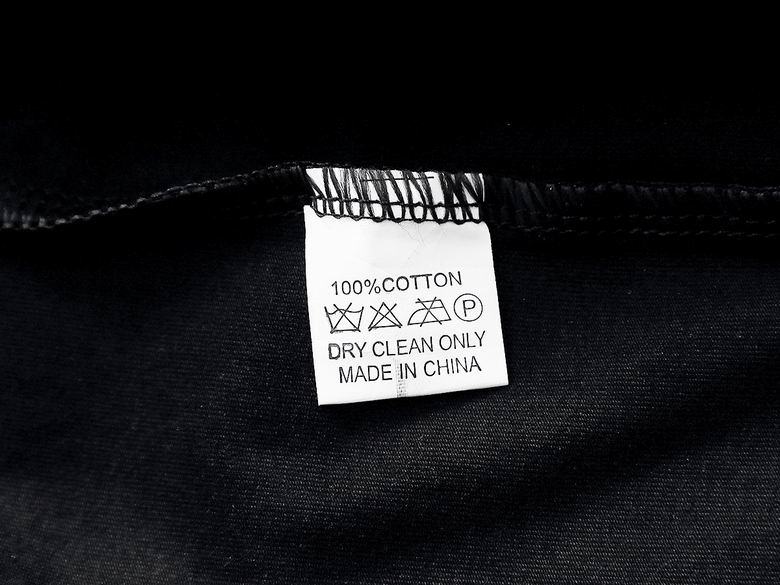 100%COTTON
P
DRY CLEAN ONLY
MADE IN CHINA